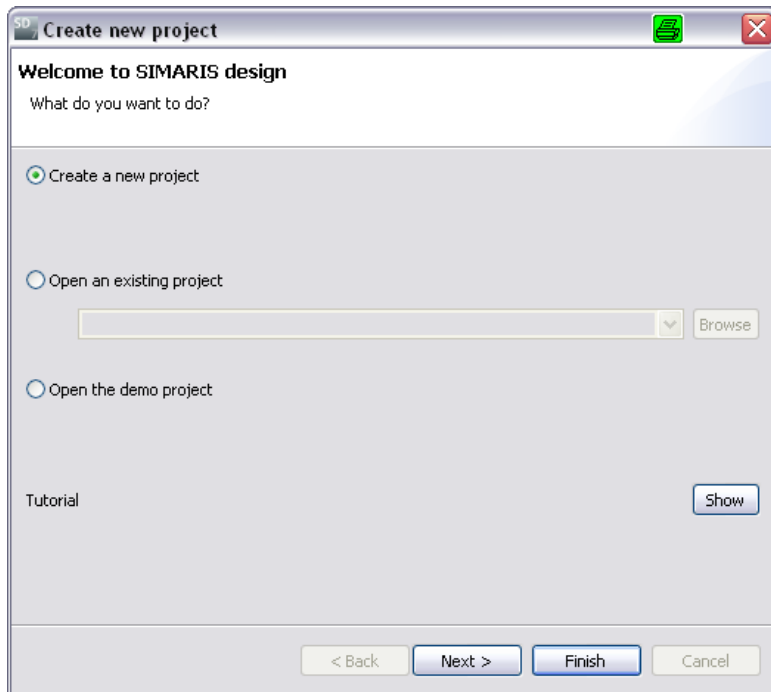 SD7 Create new project
Welcome to SIMARIS design
What do you want to do?
Create a new project
Open an existing project
Browse
Open the demo project
Tutorial
Show
< Back Next > Finish Cancel